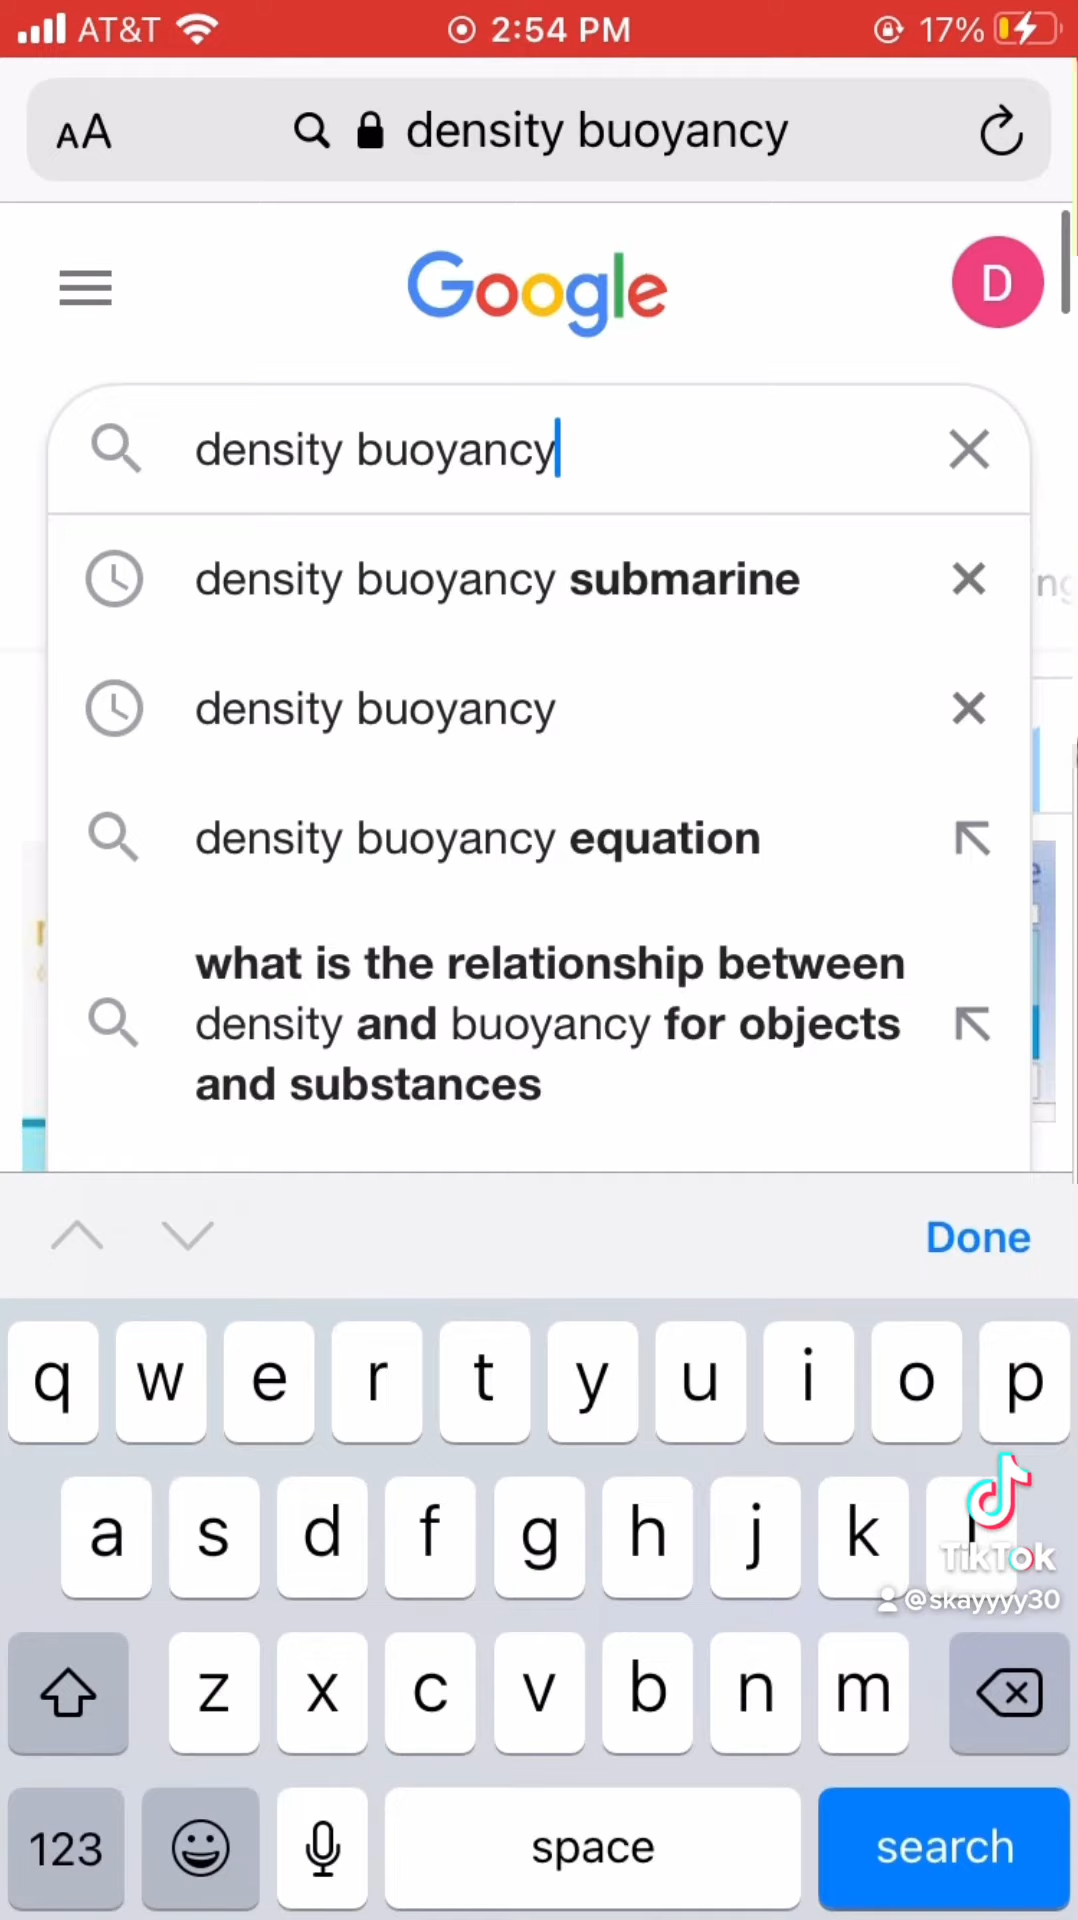 AT&T 2:54 PM 17%
AA density buoyancy
Google D
density buoyancy
density buoyancy submarine
density buoyancy
density buoyancy equation
what is the relationship between
density and buoyancy for objects
and substances
Done
q w e r t y u i o p
a s d f g h j k l
TikTok
@skayyyy30
z x c v b n m
123 space search